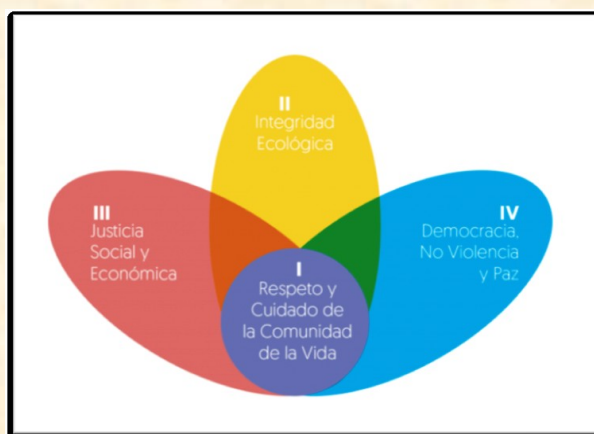 II
Integridad
Ecológica
III
Justicia
Social y
Económica
IV
Democracia,
No Violencia
y Paz
I
Respeto y
Cuidado de
la Comunidad
de la Vida